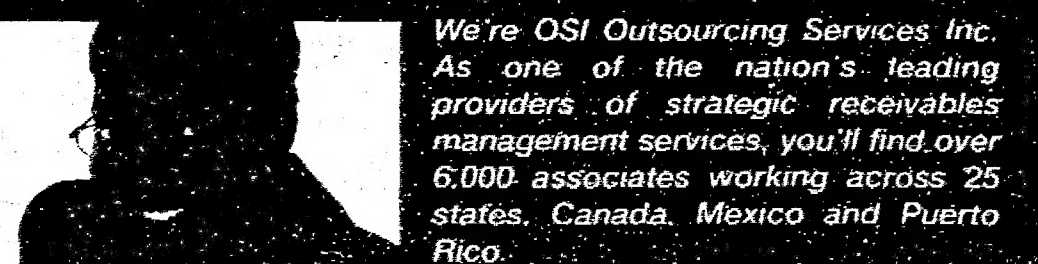 We're OSI Outsourcing Services Inc.
As one of the nation's leading
providers of strategic receivables
management services, you'll find over
6,000 associates working across 25
states, Canada, Mexico and Puerto
Rico.